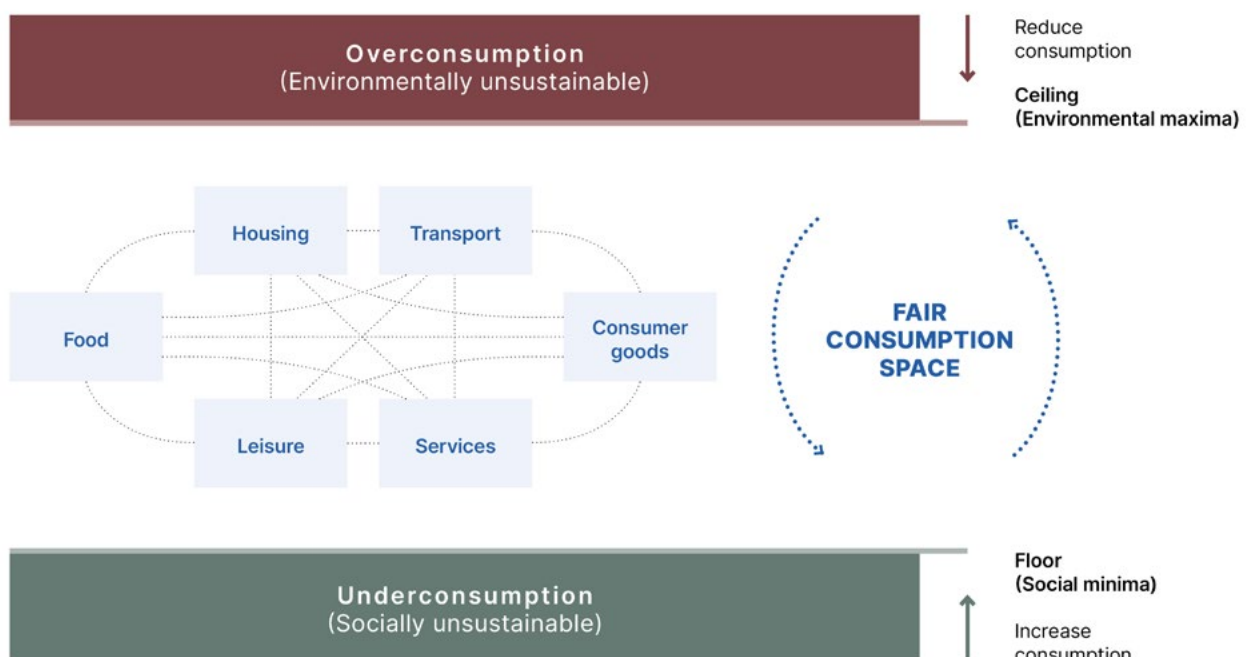 Overconsumption
(Environmentally unsustainable)
Reduce
consumption
Ceiling
(Environmental maxima)
Housing
Transport
Food
Consumer
goods
Leisure
Services
FAIR
CONSUMPTION
SPACE
Floor
(Social minima)
Underconsumption
(Socially unsustainable)
Increase
consumption